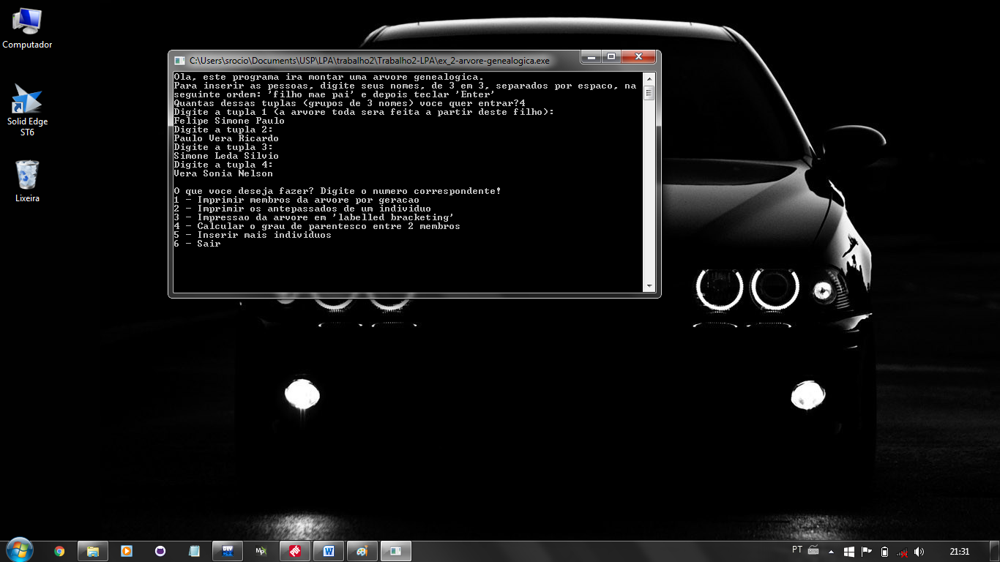 Computador
Solid Edge
ST6
Lixeira
C:\Users\srocio\Documents\USP\LPA\trabalho2\Trabalho2-LPA\ex_2-arvore-genealogica.exe
Ola, este programa ira montar uma arvore genealogica.
Para inserir as pessoas, digite seus nomes, de 3 em 3, separados por espaco, na
seguinte ordem: 'filho mae pai' e depois teclar 'Enter'
Quantas dessas tuplas (grupos de 3 nomes) voce quer entrar?4
Digite a tupla 1 (a arvore toda sera feita a partir deste filho):
Felipe Simone Paulo
Digite a tupla 2:
Paulo Vera Ricardo
Digite a tupla 3:
Simone Leda Silvio
Digite a tupla 4:
Vera Sonia Nelson
O que voce deseja fazer? Digite o numero correspondente!
1 - Imprimir membros da arvore por geracao
2 - Imprimir os antepassados de um individuo
3 - Impressao da arvore em 'labelled bracketing'
4 - Calcular o grau de parentesco entre 2 membros
5 - Inserir mais individuos
6 - Sair
PT
21:31